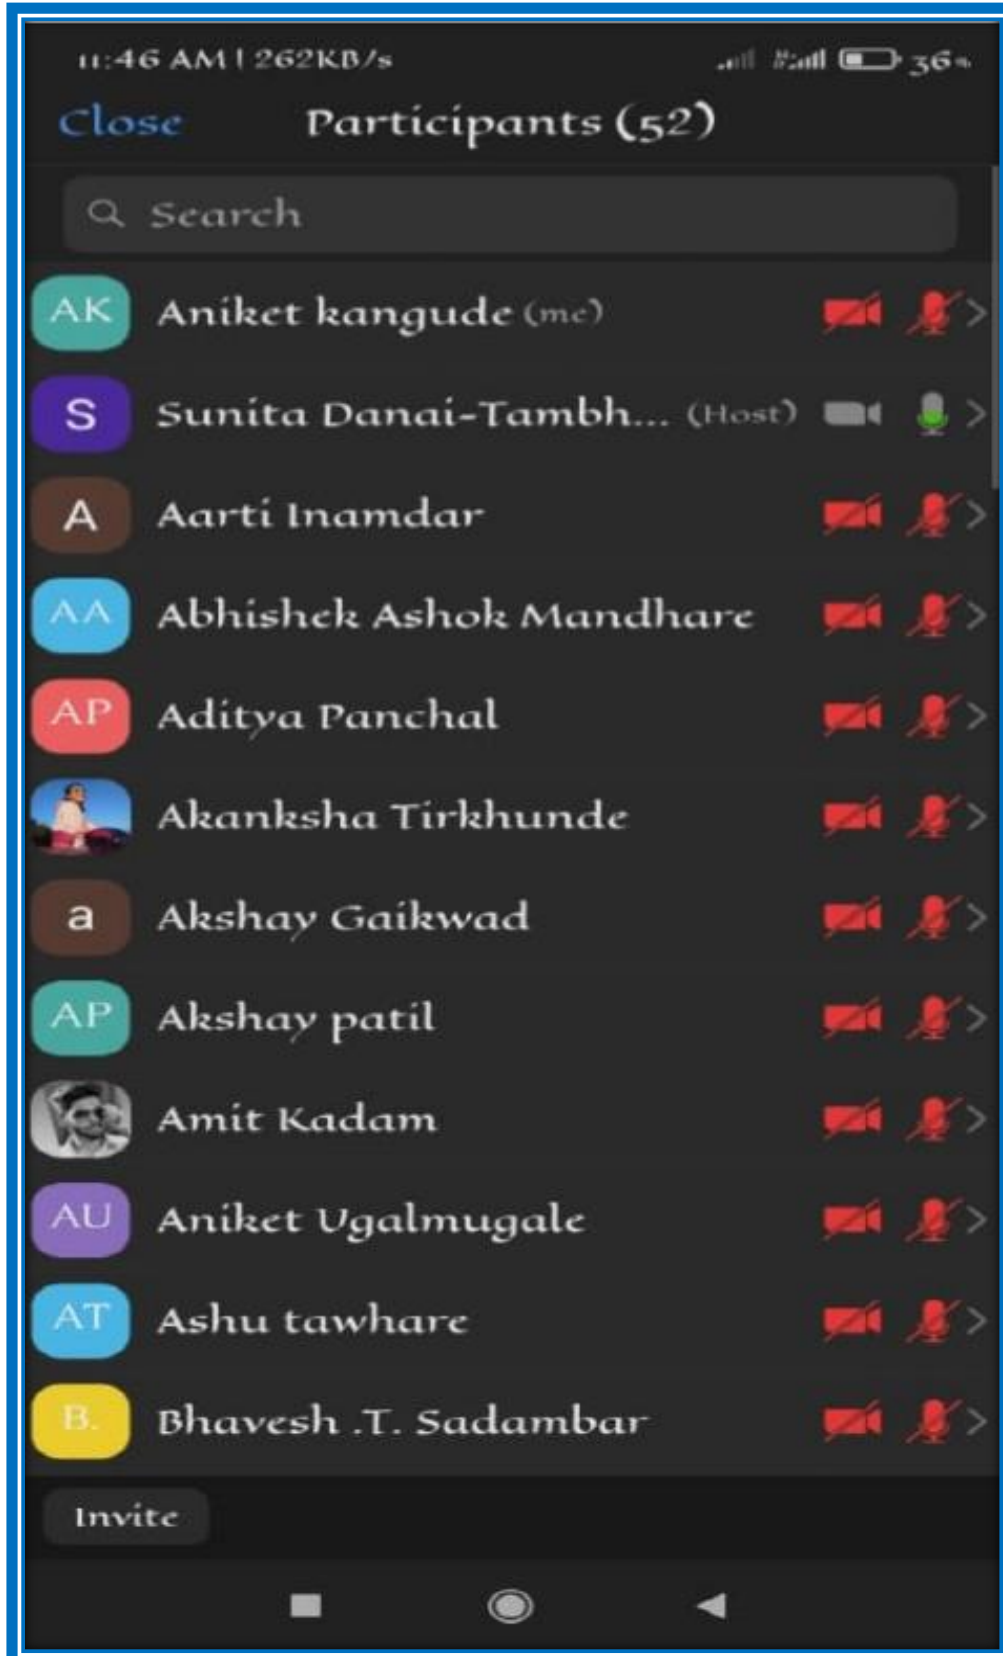 11:46 AM | 262KB/s 36%
Close Participants (52)
Search
AK Aniket kangude (me)
S Sunita Danai-Tambh... (Host)
A Aarti Inamdar
AA Abhishek Ashok Mandhare
AP Aditya Panchal
Akanksha Tirkhunde
a Akshay Gaikwad
AP Akshay patil
Amit Kadam
AU Aniket Ugalmugale
AT Ashu tawhare
B. Bhavesh .T. Sadambar
Invite